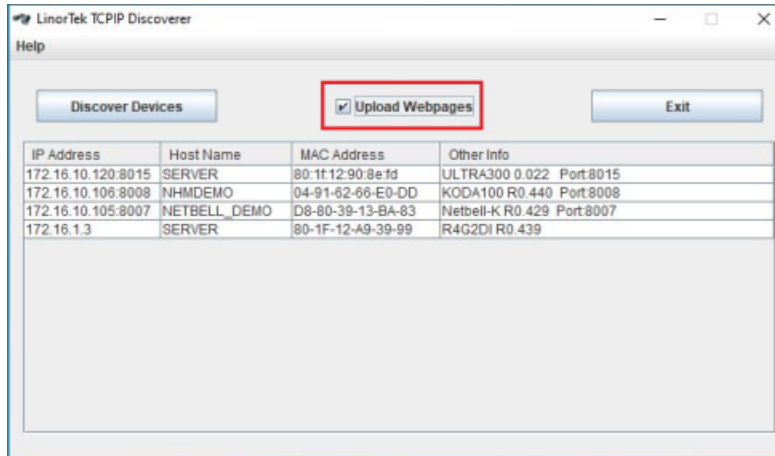 LinorTek TCPIP Discoverer
Help
Discover Devices Upload Webpages Exit
IP Address Host Name MAC Address Other Info
172.16.10.120:8015 SERVER 80:1f:12:90:8e:fd ULTRA300 0.022 Port:8015
172.16.10.106:8008 NHMDEMO 04-91-62-66-E0-DD KODA100 R0.440 Port:8008
172.16.10.105:8007 NETBELL_DEMO D8-80-39-13-BA-83 Netbell-K R0.429 Port:8007
172.16.1.3 SERVER 80-1F-12-A9-39-99 R4G2DI R0.439